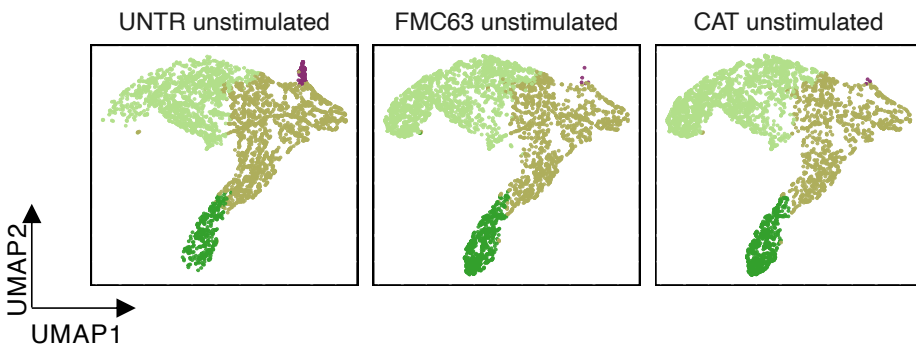 UNTR unstimulated
FMC63 unstimulated
CAT unstimulated
UMAP2
UMAP1